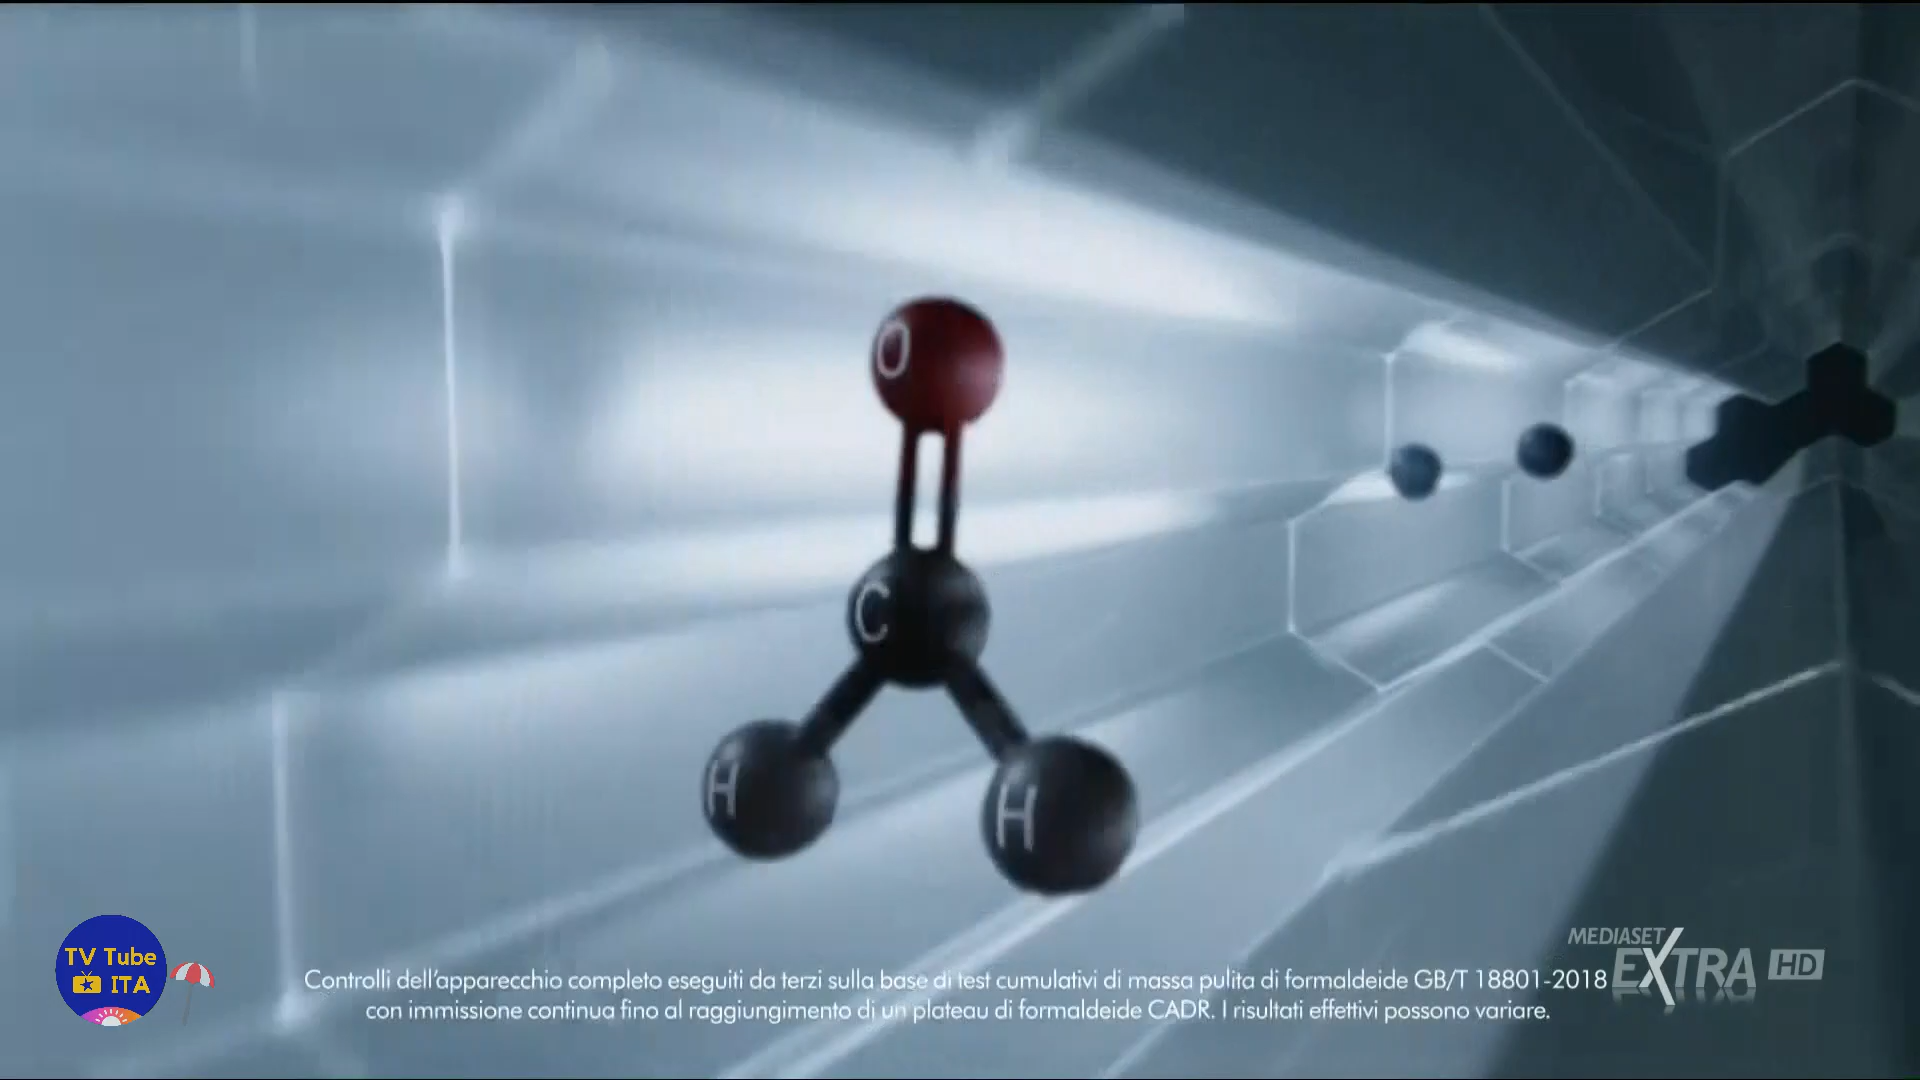 O
C
H
H
TV Tube
ITA
MEDIASET
EXTRA HD
Controlli dell'apparecchio completo eseguiti da terzi sulla base di test cumulativi di massa pulita di formaldeide GB/T 18801-2018
con immissione continua fino al raggiungimento di un plateau di formaldeide CADR. I risultati effettivi possono variare.